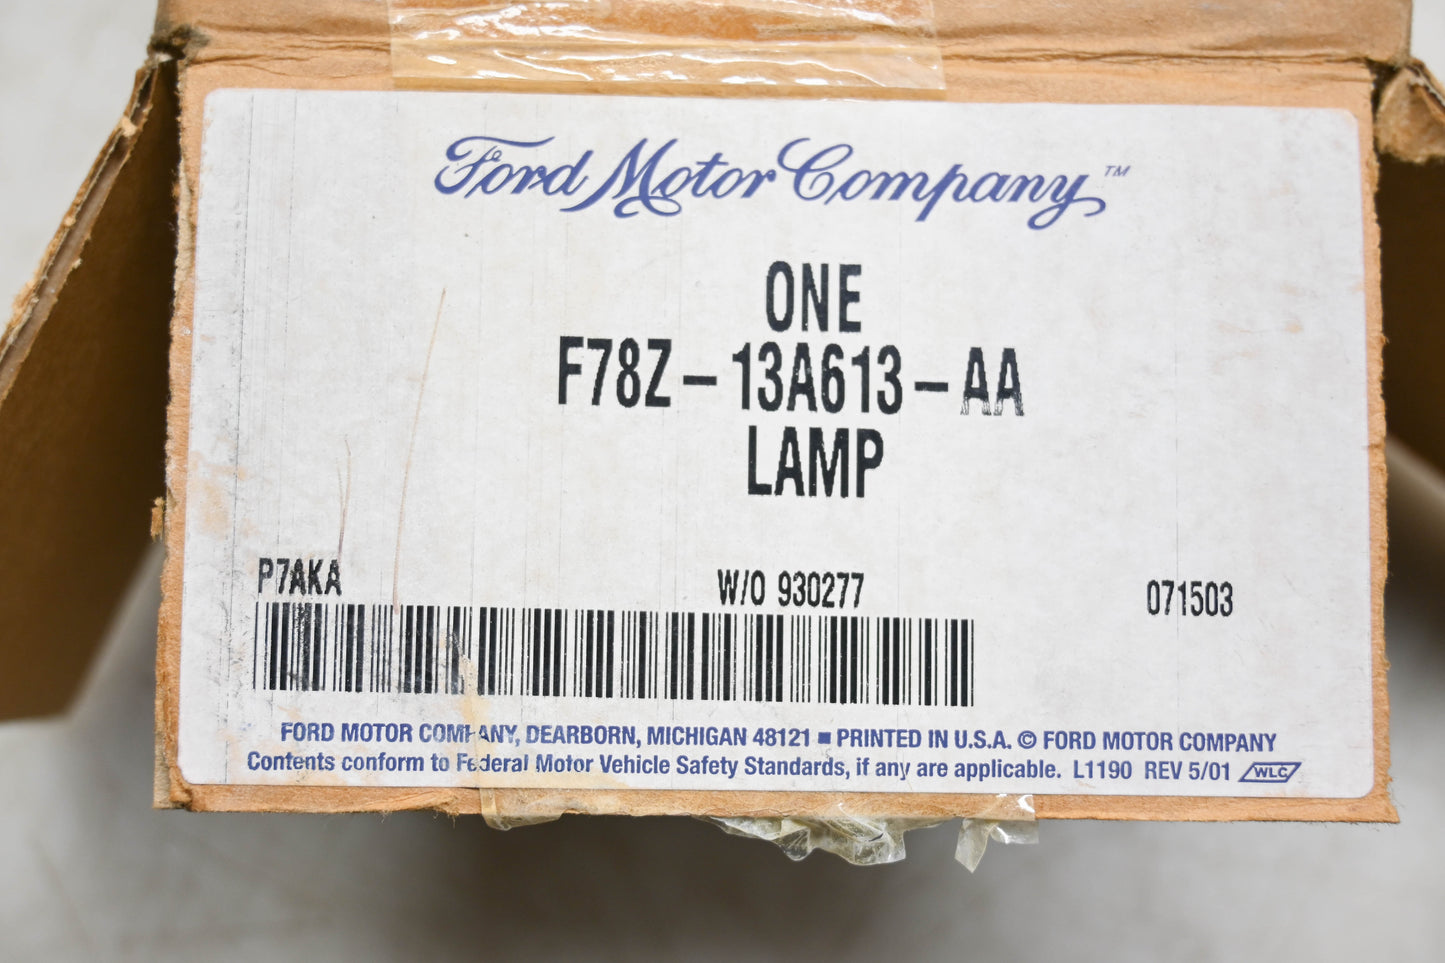 Ford Motor Company™
ONE
F78Z-13A613-AA
LAMP
P7AKA W/O 930277 071503
FORD MOTOR COMPANY, DEARBORN, MICHIGAN 48121 ■ PRINTED IN U.S.A. © FORD MOTOR COMPANY
Contents conform to Federal Motor Vehicle Safety Standards, if any are applicable. L1190 REV 5/01 WLC